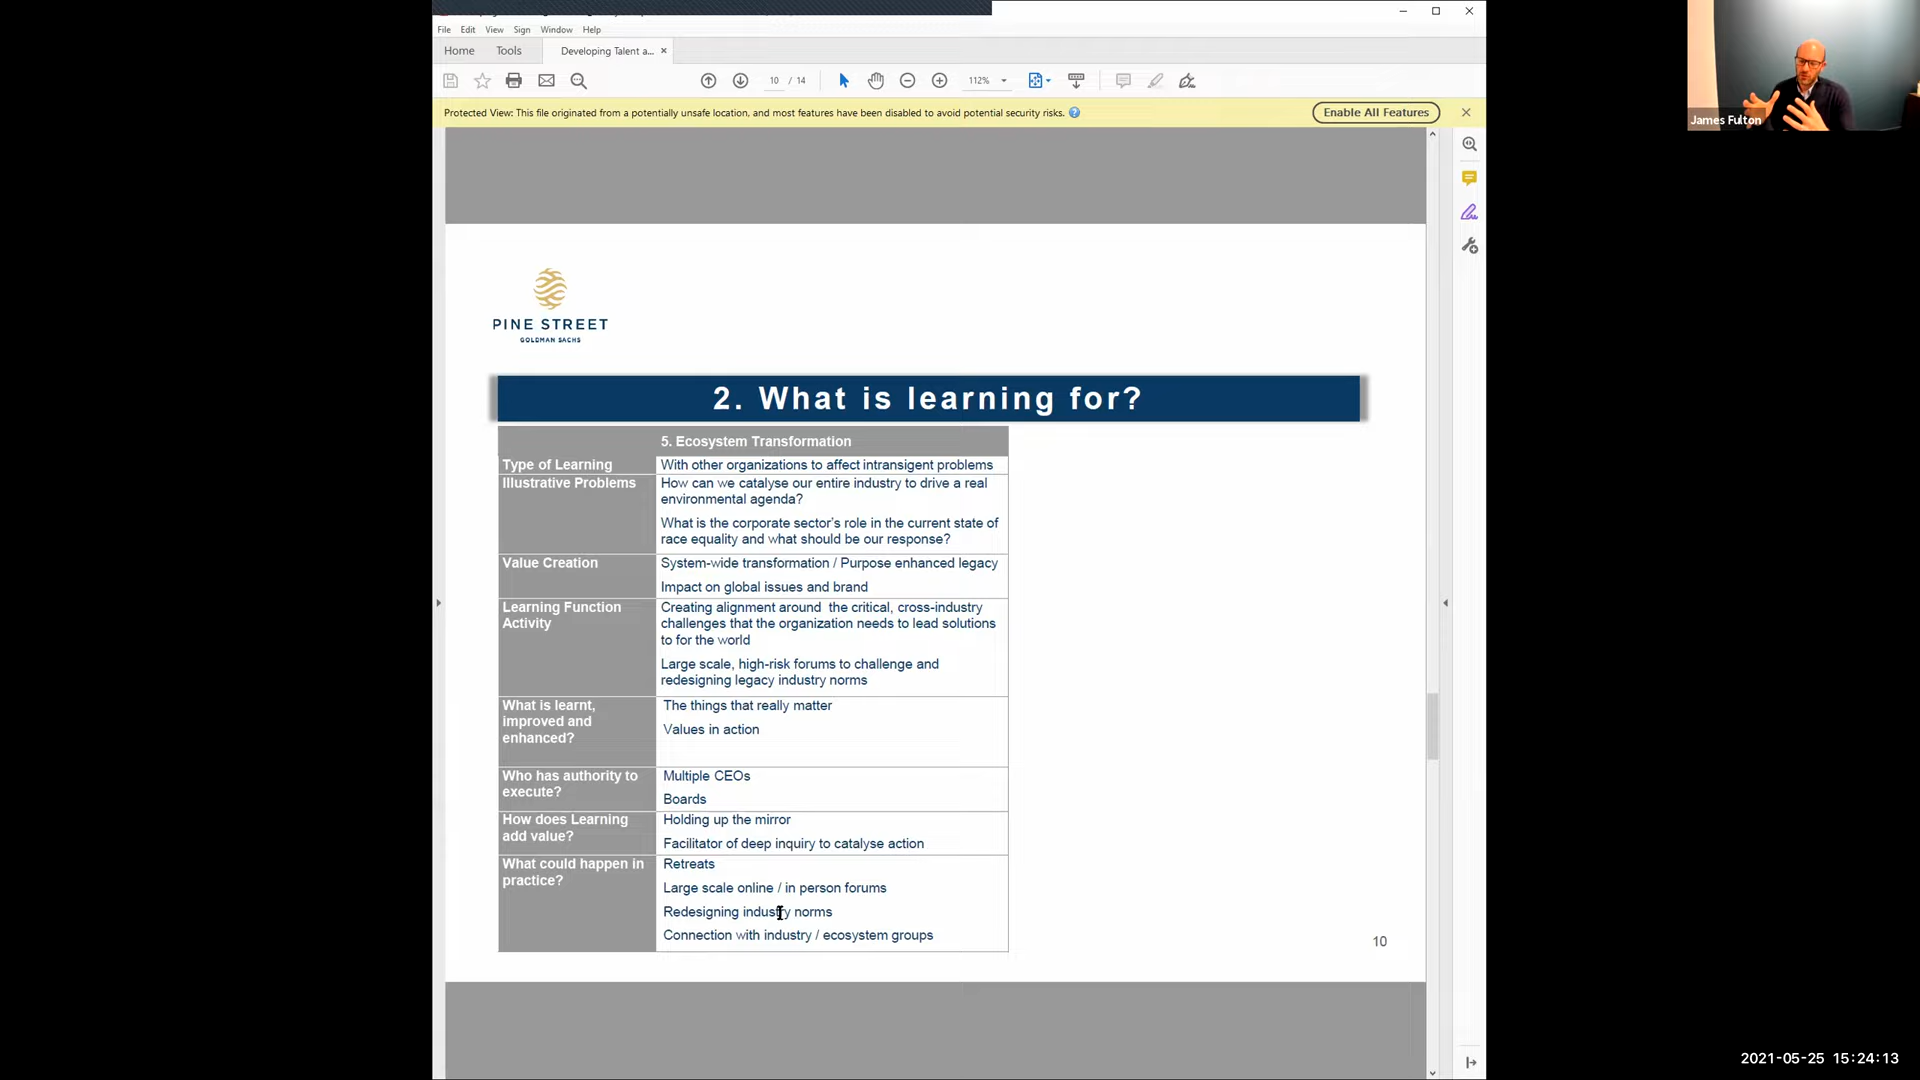 File Edit View Sign Window Help
Home Tools Developing Talent a...
10 / 14 112%
Protected View: This file originated from a potentially unsafe location, and most features have been disabled to avoid potential security risks.
Enable All Features
James Fulton
PINE STREET
GOLDMAN SACHS
2. What is learning for?
5. Ecosystem Transformation
Type of Learning
With other organizations to affect intransigent problems
Illustrative Problems
How can we catalyse our entire industry to drive a real
environmental agenda?
What is the corporate sector's role in the current state of
race equality and what should be our response?
Value Creation
System-wide transformation / Purpose enhanced legacy
Impact on global issues and brand
Learning Function
Activity
Creating alignment around the critical, cross-industry
challenges that the organization needs to lead solutions
to for the world
Large scale, high-risk forums to challenge and
redesigning legacy industry norms
What is learnt,
improved and
enhanced?
The things that really matter
Values in action
Who has authority to
execute?
Multiple CEOs
Boards
How does Learning
add value?
Holding up the mirror
Facilitator of deep inquiry to catalyse action
What could happen in
practice?
Retreats
Large scale online / in person forums
Redesigning industry norms
Connection with industry / ecosystem groups
10
2021-05-25 15:24:13